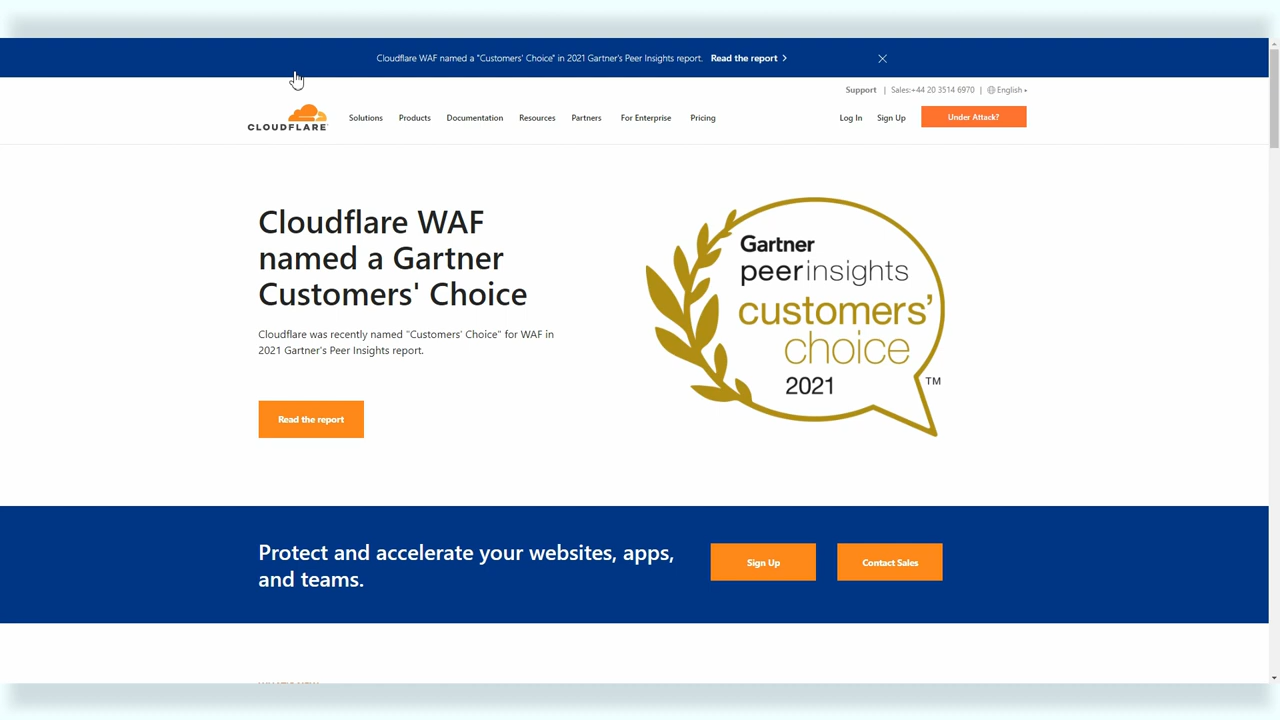 Cloudflare WAF named a "Customers' Choice" in 2021 Gartner's Peer Insights report. Read the report
Support | Sales:+44 20 3514 6970 | English
CLOUDFLARE
Solutions Products Documentation Resources Partners For Enterprise Pricing Log In Sign Up Under Attack?
Cloudflare WAF
named a Gartner
Customers' Choice
Cloudflare was recently named "Customers' Choice" for WAF in
2021 Gartner's Peer Insights report.
Read the report
Gartner
peerinsights
customers'
choice
2021
TM
Protect and accelerate your websites, apps,
and teams.
Sign Up
Contact Sales